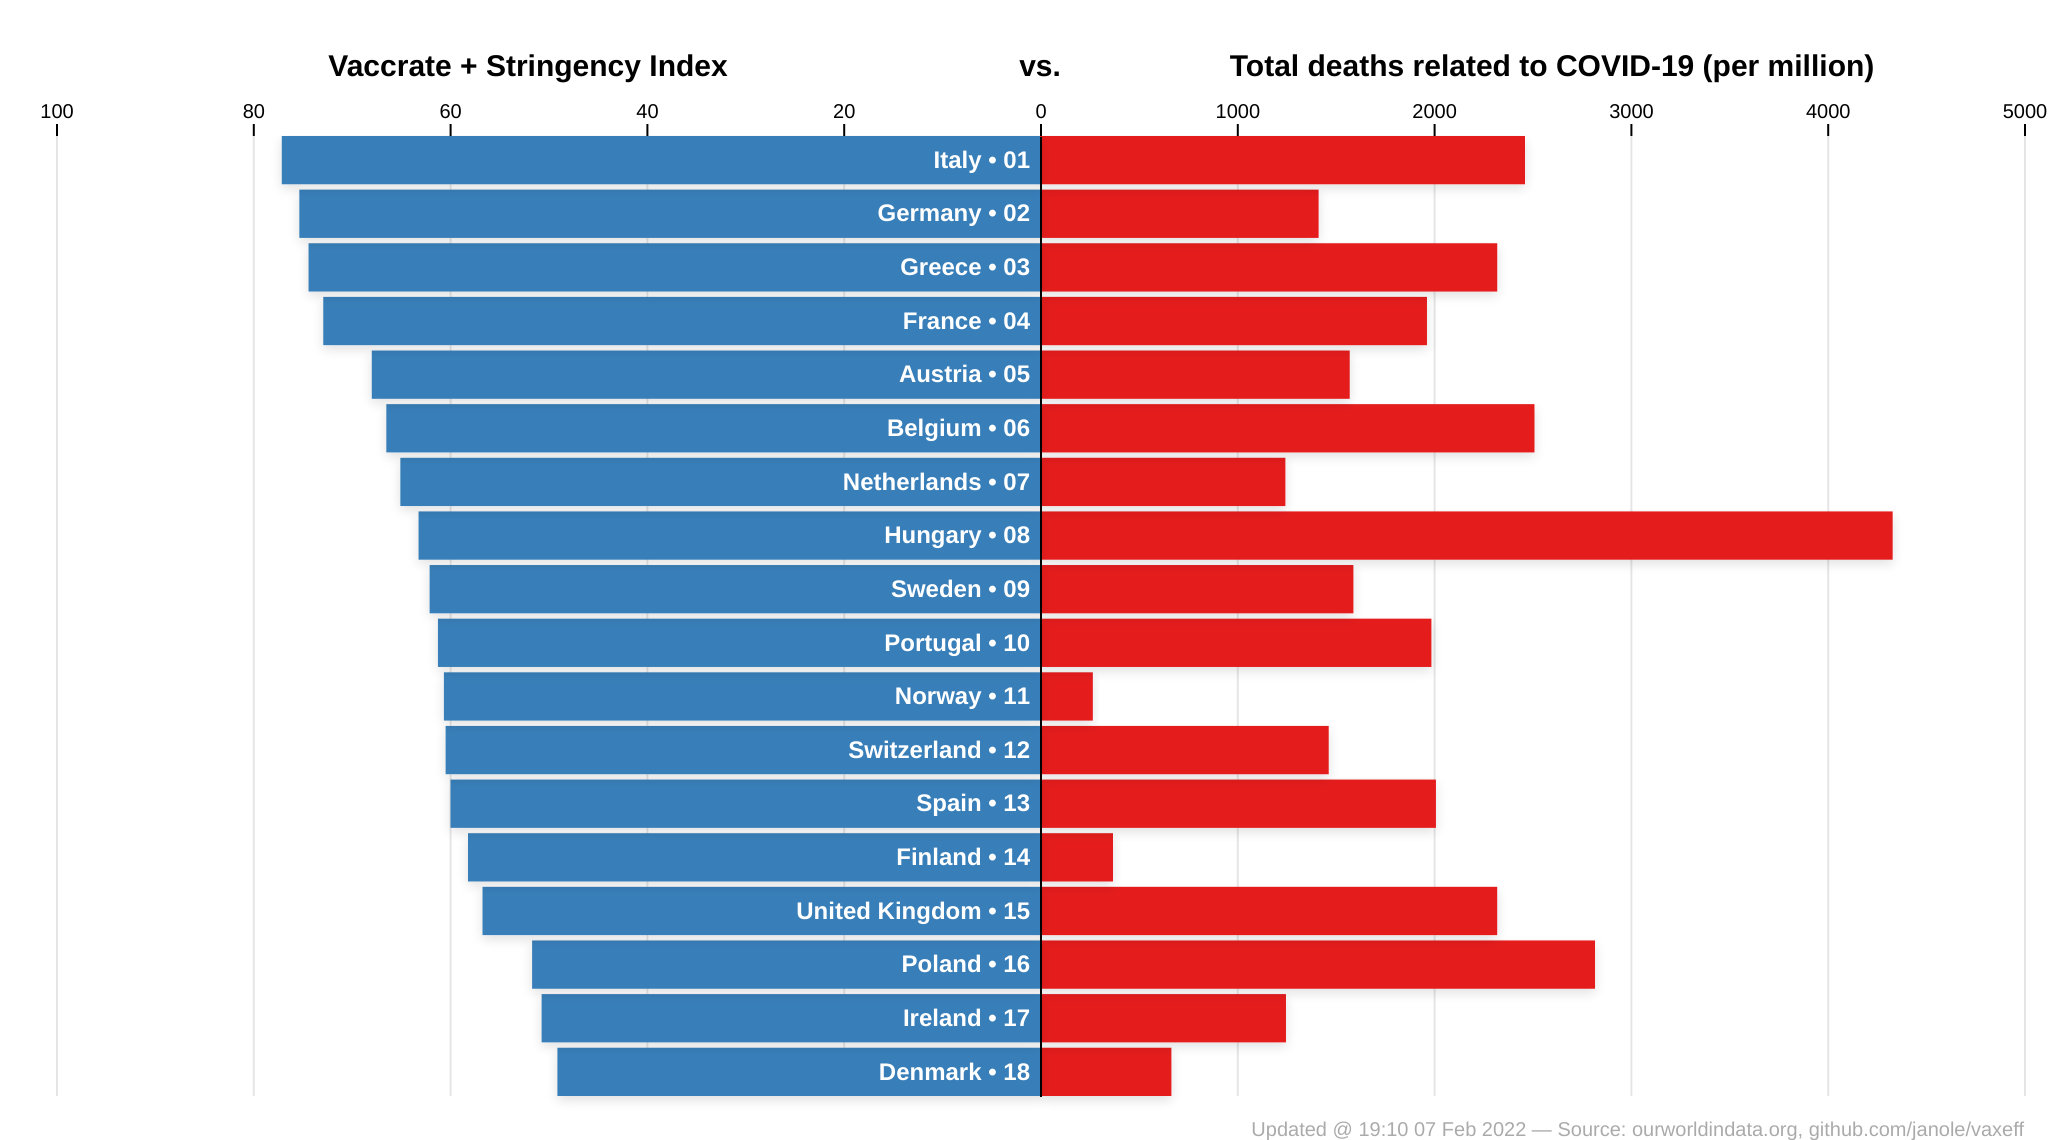 Vaccrate + Stringency Index vs. Total deaths related to COVID-19 (per million)
100 80 60 40 20 0 1000 2000 3000 4000 5000
Italy • 01
Germany • 02
Greece • 03
France • 04
Austria • 05
Belgium • 06
Netherlands • 07
Hungary • 08
Sweden • 09
Portugal • 10
Norway • 11
Switzerland • 12
Spain • 13
Finland • 14
United Kingdom • 15
Poland • 16
Ireland • 17
Denmark • 18
Updated @ 19:10 07 Feb 2022 — Source: ourworldindata.org, github.com/janole/vaxeff